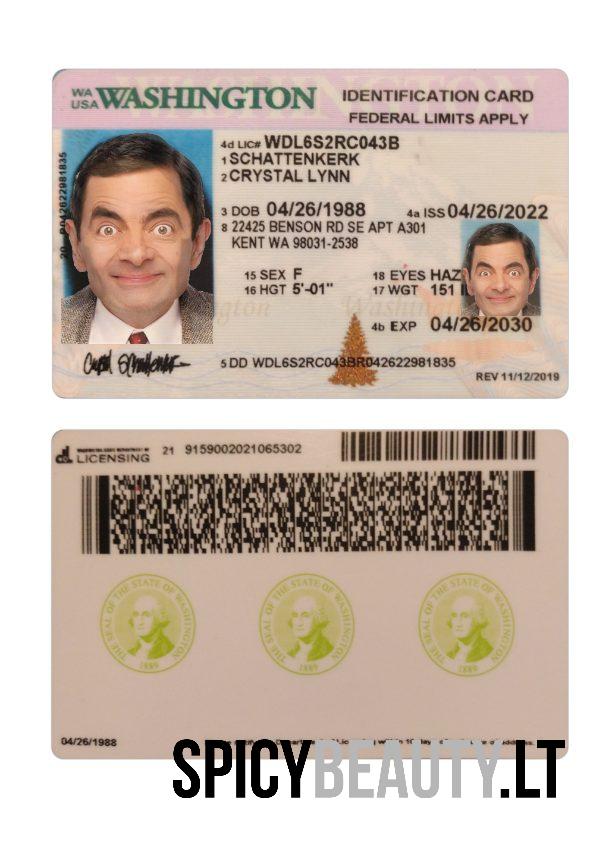 WA
USA WASHINGTON
IDENTIFICATION CARD
FEDERAL LIMITS APPLY
4d LIC# WDL6S2RC043B
1 SCHATTENKERK
2 CRYSTAL LYNN
3 DOB 04/26/1988 4a ISS 04/26/2022
8 22425 BENSON RD SE APT A301
KENT WA 98031-2538
15 SEX F 18 EYES HAZ
16 HGT 5'-01" 17 WGT 151
4b EXP 04/26/2030
5 DD WDL6S2RC043BR042622981835
REV 11/12/2019
LICENSING 21 9159002021065302
THE SEAL OF THE STATE OF WASHINGTON
1889
THE SEAL OF THE STATE OF WASHINGTON
1889
THE SEAL OF THE STATE OF WASHINGTON
1889
04/26/1988
SPICYBEAUTY.LT